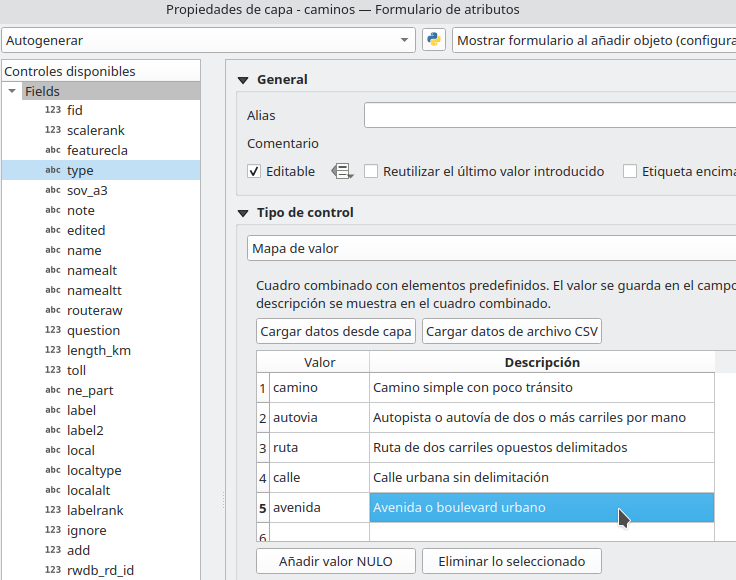 Propiedades de capa - caminos — Formulario de atributos
Autogenerar
Mostrar formulario al añadir objeto (configura
Controles disponibles
Fields
123 fid
123 scalerank
abc featurecla
abc type
abc sov_a3
abc note
abc edited
abc name
abc namealt
abc namealtt
abc routeraw
123 question
123 length_km
123 toll
abc ne_part
abc label
abc label2
abc local
abc localtype
abc localalt
123 labelrank
123 ignore
123 add
123 rwdb_rd_id
General
Alias
Comentario
Editable
Reutilizar el último valor introducido
Etiqueta encima
Tipo de control
Mapa de valor
Cuadro combinado con elementos predefinidos. El valor se guarda en el campo
descripción se muestra en el cuadro combinado.
Cargar datos desde capa
Cargar datos de archivo CSV
Valor Descripción
1 camino Camino simple con poco tránsito
2 autovia Autopista o autovía de dos o más carriles por mano
3 ruta Ruta de dos carriles opuestos delimitados
4 calle Calle urbana sin delimitación
5 avenida Avenida o boulevard urbano
6
Añadir valor NULO
Eliminar lo seleccionado